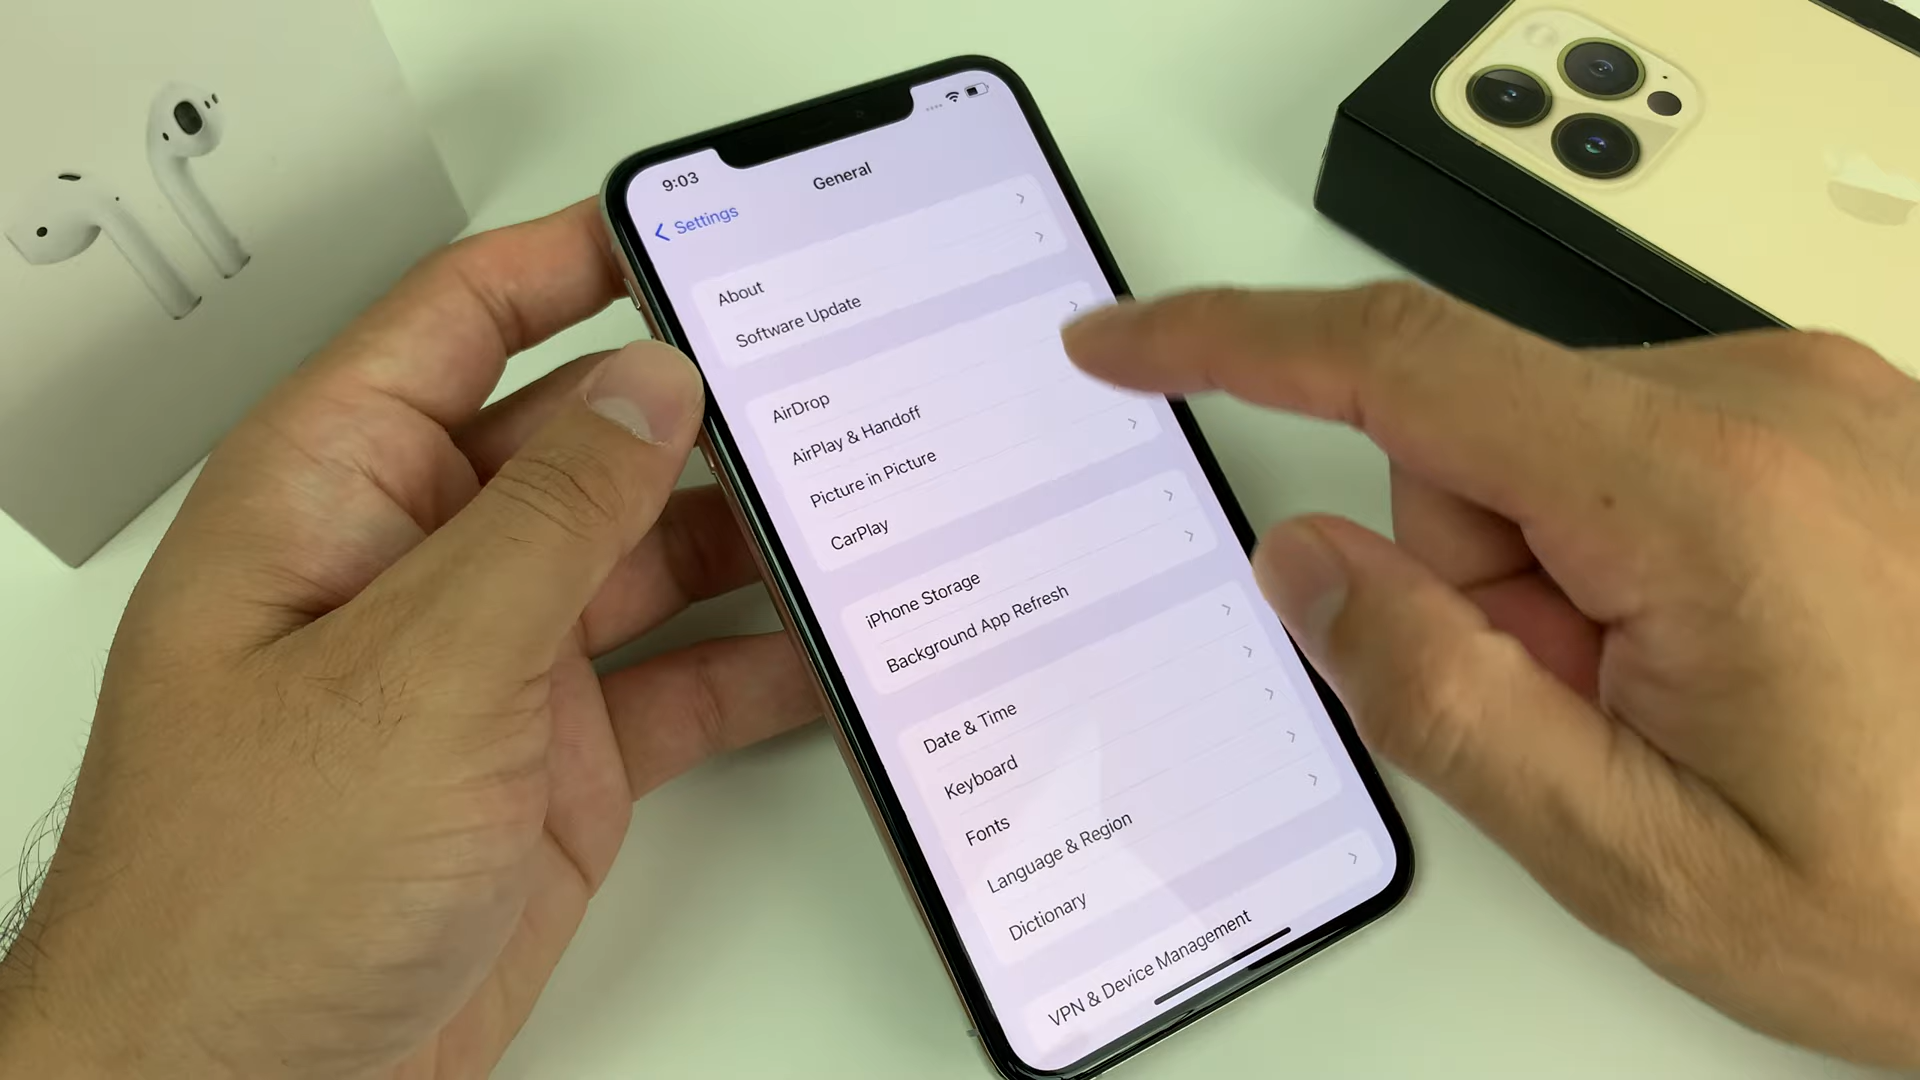 9:03
General
Settings
About
Software Update
AirDrop
AirPlay & Handoff
Picture in Picture
CarPlay
iPhone Storage
Background App Refresh
Date & Time
Keyboard
Fonts
Language & Region
Dictionary
VPN & Device Management